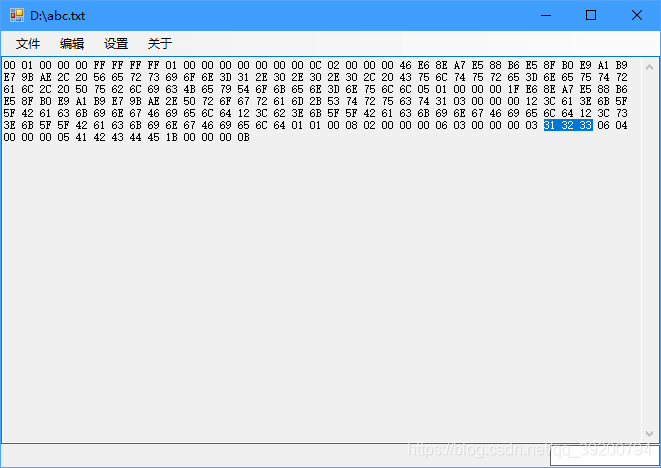 D:\abc.txt
文件 编辑 设置 关于
00 01 00 00 00 FF FF FF FF 01 00 00 00 00 00 00 00 0C 02 00 00 00 46 E6 8E A7 E5 88 B6 E5 8F B0 E9 A1 B9
E7 9B AE 2C 20 56 65 72 73 69 6F 6E 3D 31 2E 30 2E 30 2E 30 2C 20 43 75 6C 74 75 72 65 3D 6E 65 75 74 72
61 6C 2C 20 50 75 62 6C 69 63 4B 65 79 54 6F 6B 65 6E 3D 6E 75 6C 6C 05 01 00 00 00 1F E6 8E A7 E5 88 B6
E5 8F B0 E9 A1 B9 E7 9B AE 2E 50 72 6F 67 72 61 6D 2B 53 74 72 75 63 74 31 03 00 00 00 12 3C 61 3E 6B 5F
5F 42 61 63 6B 69 6E 67 46 69 65 6C 64 12 3C 62 3E 6B 5F 5F 42 61 63 6B 69 6E 67 46 69 65 6C 64 12 3C 73
3E 6B 5F 5F 42 61 63 6B 69 6E 67 46 69 65 6C 64 01 01 00 08 02 00 00 00 06 03 00 00 00 03 31 32 33 06 04
00 00 00 05 41 42 43 44 45 1B 00 00 00 0B
https://blog.csdn.net/qq_39200794